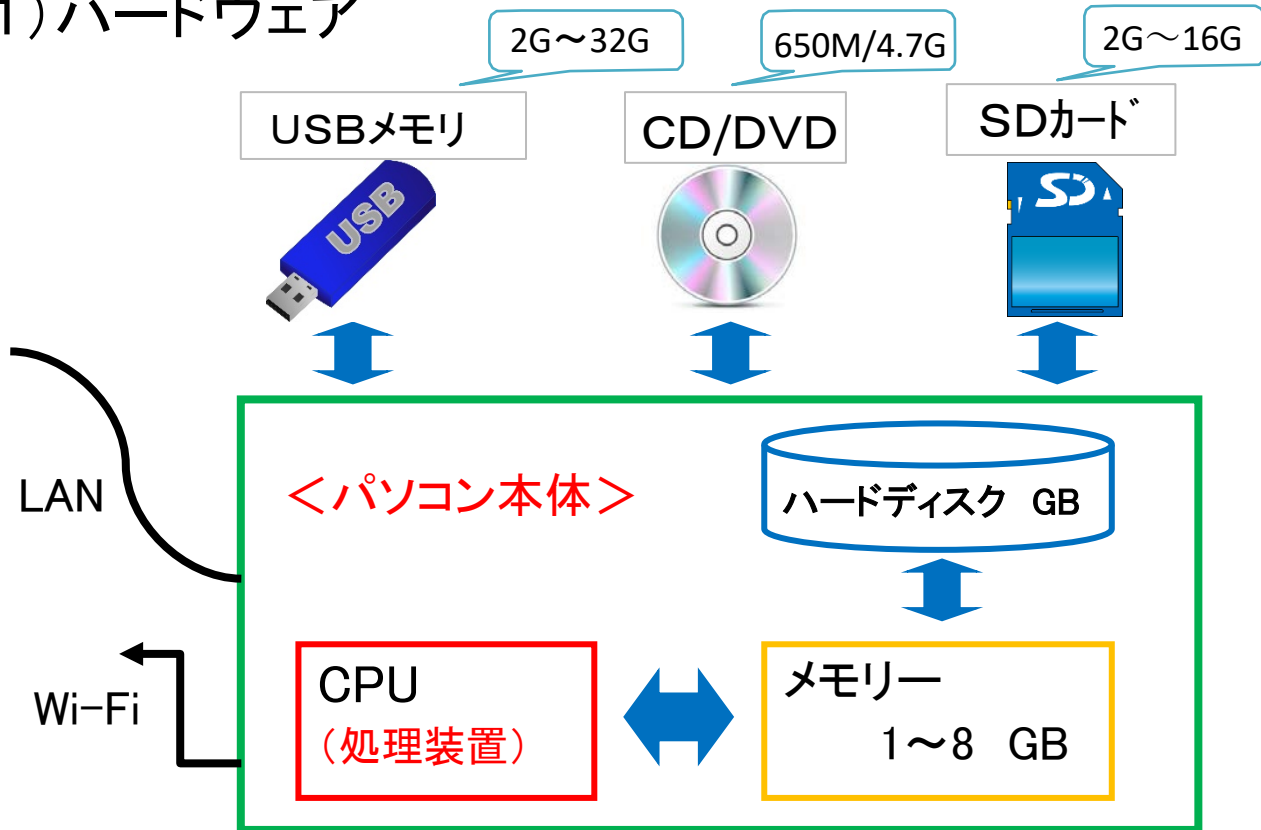 1）ハードウェア
2G～32G
650M/4.7G
2G～16G
USBメモリ
CD/DVD
SDｶｰﾄﾞ
USB
SD
LAN
＜パソコン本体＞
ハードディスク GB
Wi-Fi
CPU
（処理装置）
メモリー
1～8 GB